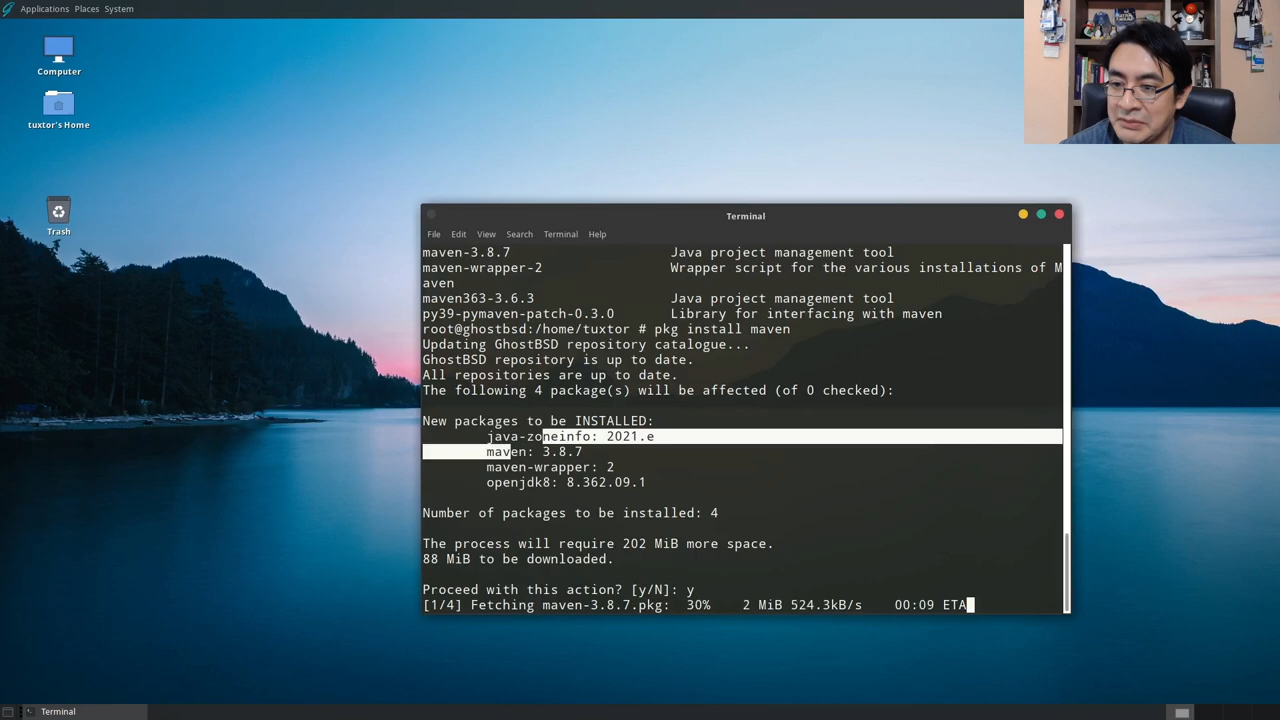 Applications Places System
Computer
tuxtor's Home
Trash
Terminal
File Edit View Search Terminal Help
maven-3.8.7 Java project management tool
maven-wrapper-2 Wrapper script for the various installations of M
aven
maven363-3.6.3 Java project management tool
py39-pymaven-patch-0.3.0 Library for interfacing with maven
root@ghostbsd:/home/tuxtor # pkg install maven
Updating GhostBSD repository catalogue...
GhostBSD repository is up to date.
All repositories are up to date.
The following 4 package(s) will be affected (of 0 checked):
New packages to be INSTALLED:
java-zoneinfo: 2021.e
maven: 3.8.7
maven-wrapper: 2
openjdk8: 8.362.09.1
Number of packages to be installed: 4
The process will require 202 MiB more space.
88 MiB to be downloaded.
Proceed with this action? [y/N]: y
[1/4] Fetching maven-3.8.7.pkg: 30% 2 MiB 524.3kB/s 00:09 ETA
Terminal